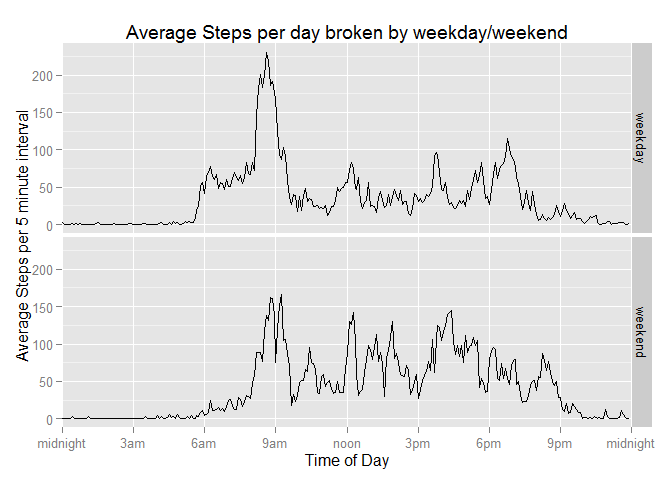 Average Steps per day broken by weekday/weekend
Average Steps per 5 minute interval
200
150
100
50
0
weekday
200
150
100
50
0
weekend
midnight 3am 6am 9am noon 3pm 6pm 9pm midnight
Time of Day